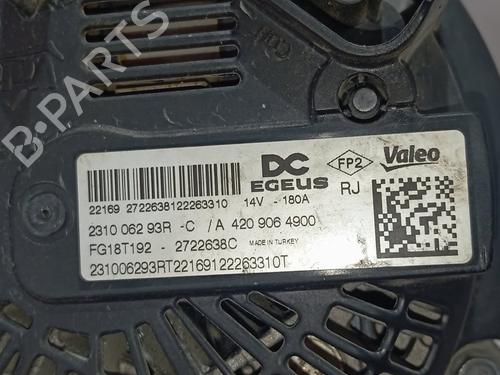 B-PARTS
DC
EGEUS
FP2
Valeo
22169 2722638122263310 14V - 180A RJ
2310 062 93R -C / A 420 906 4900
FG18T192 - 2722638C MADE IN TURKEY
231006293RT22169122263310T